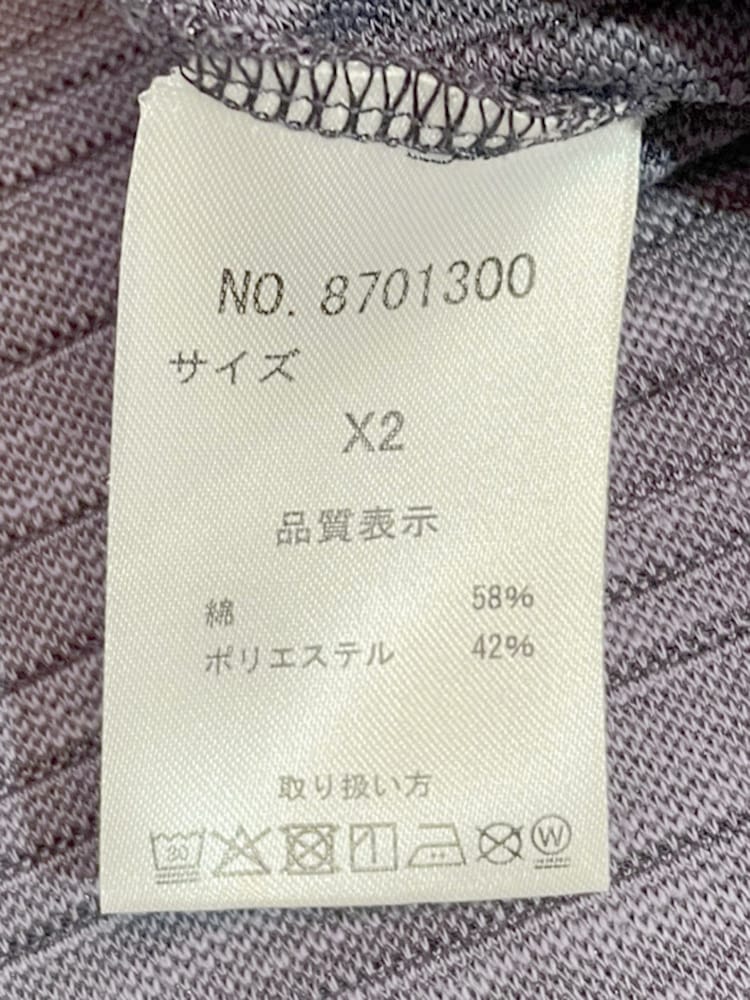 NO. 8701300
サイズ
X2
品質表示
綿 58%
ポリエステル 42%
取り扱い方
30 W